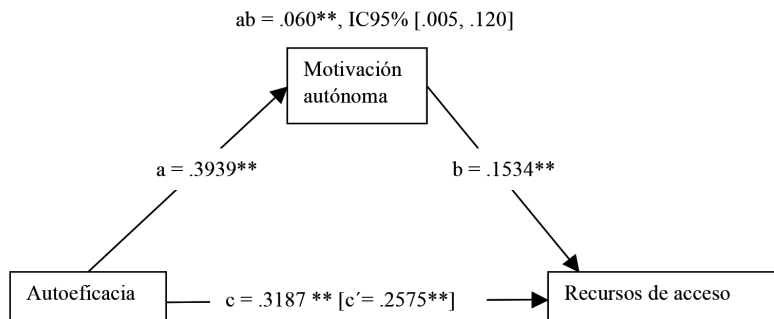 ab = .060**, IC95% [.005, .120]
Motivación
autónoma
a = .3939**
b = .1534**
Autoeficacia
c = .3187 ** [c´= .2575**]
Recursos de acceso